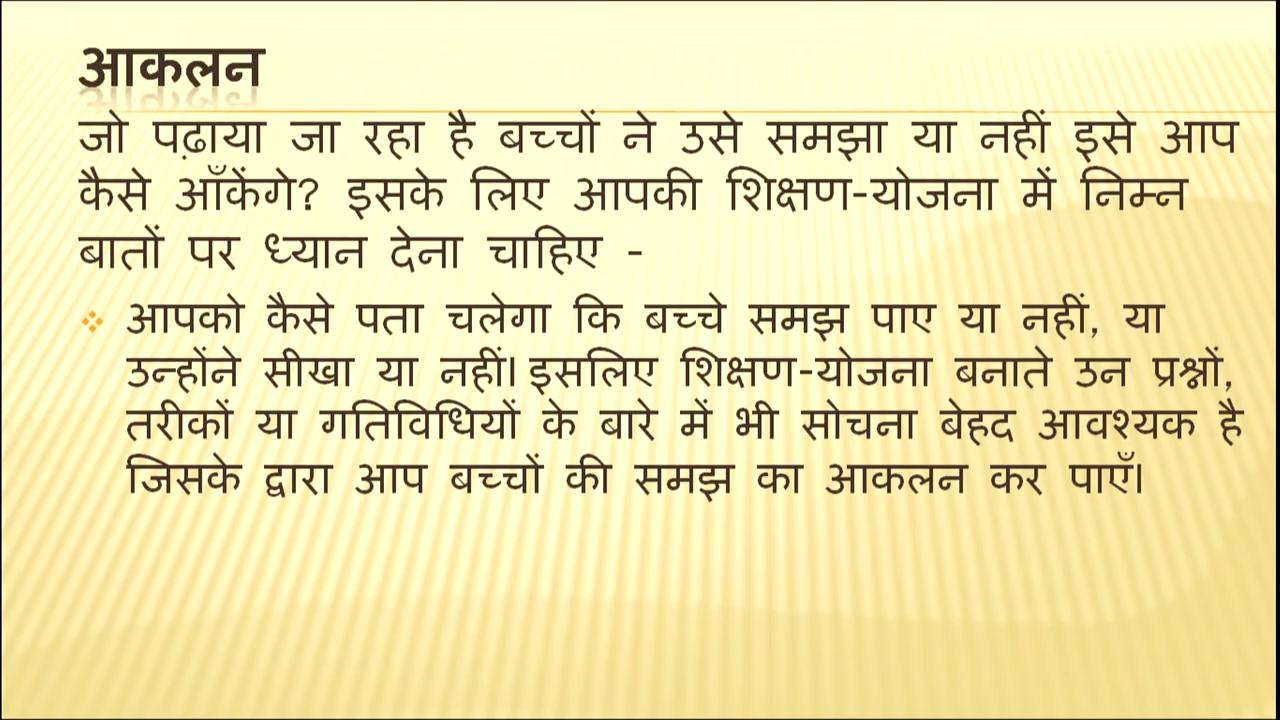 आकलन
जो पढ़ाया जा रहा है बच्चों ने उसे समझा या नहीं इसे आप
कैसे आँकेंगे? इसके लिए आपकी शिक्षण-योजना में निम्न
बातों पर ध्यान देना चाहिए -
आपको कैसे पता चलेगा कि बच्चे समझ पाए या नहीं, या
उन्होंने सीखा या नहीं। इसलिए शिक्षण-योजना बनाते उन प्रश्नों,
तरीकों या गतिविधियों के बारे में भी सोचना बेहद आवश्यक है
जिसके द्वारा आप बच्चों की समझ का आकलन कर पाएँ।